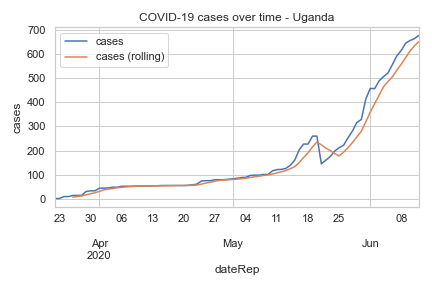 COVID-19 cases over time - Uganda
cases
cases (rolling)
700
600
500
400
300
200
100
0
cases
23 30 06 13 20 27 04 11 18 25 08
Apr May Jun
2020
dateRep